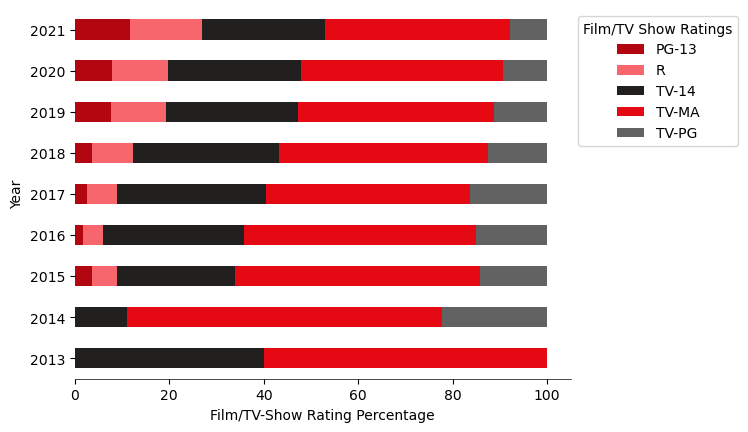 Film/TV Show Ratings
PG-13
R
TV-14
TV-MA
TV-PG
Year
2021
2020
2019
2018
2017
2016
2015
2014
2013
0 20 40 60 80 100
Film/TV-Show Rating Percentage